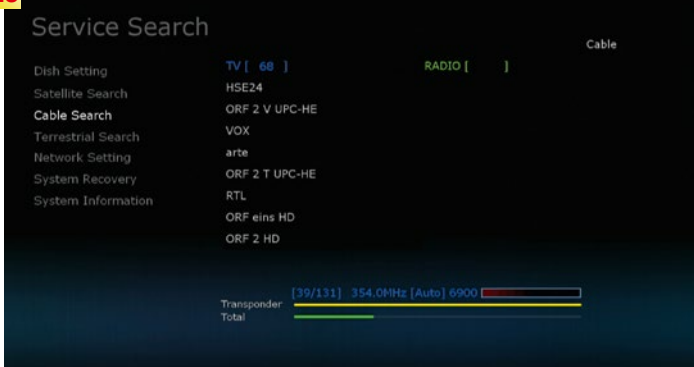 Service Search
Cable
Dish Setting
Satellite Search
Cable Search
Terrestrial Search
Network Setting
System Recovery
System Information
TV [ 68 ]
RADIO [ ]
HSE24
ORF 2 V UPC-HE
VOX
arte
ORF 2 T UPC-HE
RTL
ORF eins HD
ORF 2 HD
[39/131] 354.0MHz [Auto] 6900
Transponder
Total